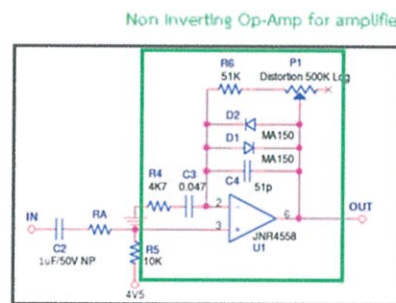 Non Inverting Op-Amp for amplifie
R6
51K
P1
Distortion 500K Log
D2
MA150
D1
MA150
C4
51p
R4
4K7
C3
0.047
2
-
6
OUT
3
+
JNR4558
U1
IN
C2
1uF/50V NP
RA
R5
10K
4V5